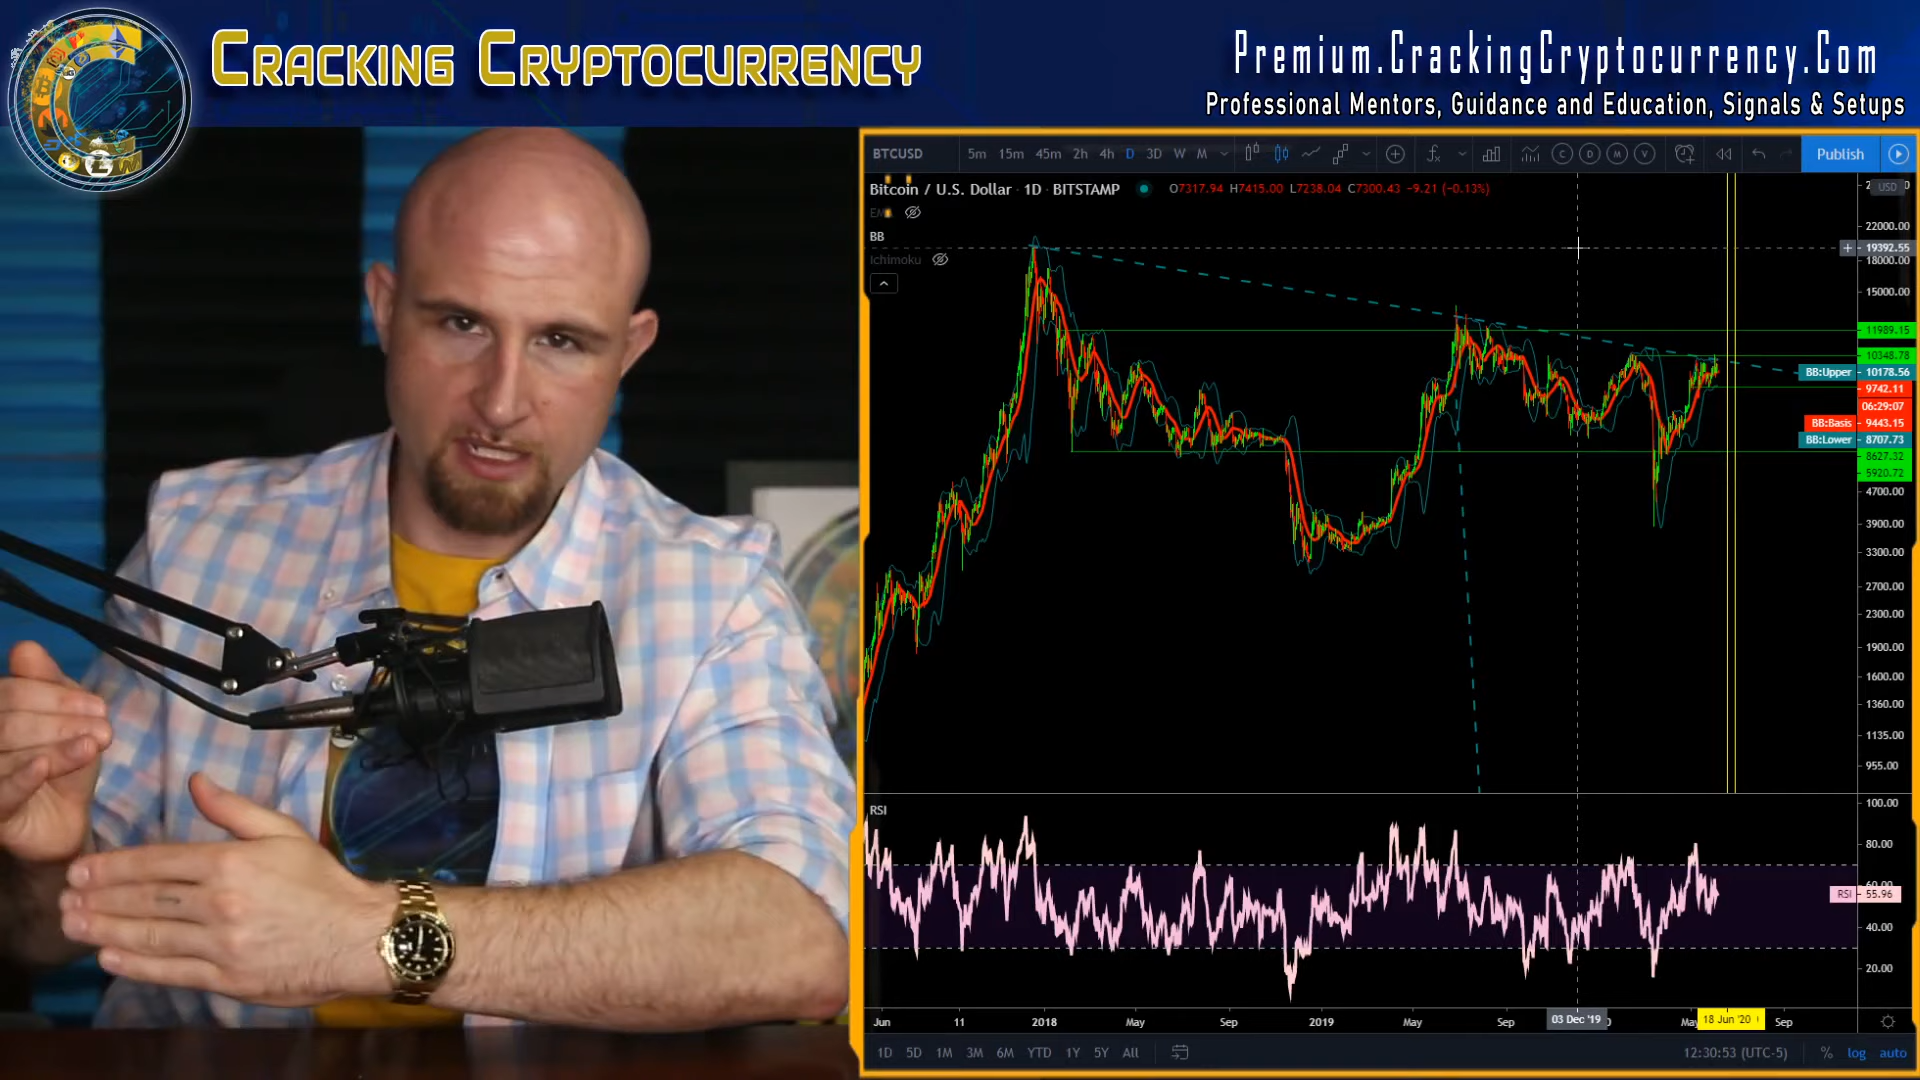 CRACKING CRYPTOCURRENCY
Premium.CrackingCryptocurrency.Com
Professional Mentors, Guidance and Education, Signals & Setups
BTCUSD 5m 15m 45m 2h 4h D 3D W M C D M V Publish
Bitcoin / U.S. Dollar · 1D · BITSTAMP O7317.94 H7415.00 L7238.04 C7300.43 −9.21 (−0.13%)
USD
BB
Ichimoku
22000.00
19392.55
18000.00
15000.00
11989.15
10348.78
BB:Upper 10178.56
9742.11
06:29:07
BB:Basis 9443.15
BB:Lower 8707.73
8627.32
5920.72
4700.00
3900.00
3300.00
2700.00
2300.00
1900.00
1600.00
1360.00
1135.00
955.00
RSI
100.00
80.00
60.00
RSI 55.96
40.00
20.00
Jun 11 2018 May Sep 2019 May Sep 03 Dec '19 May 18 Jun '20 Sep
1D 5D 1M 3M 6M YTD 1Y 5Y All 12:30:53 (UTC-5) % log auto